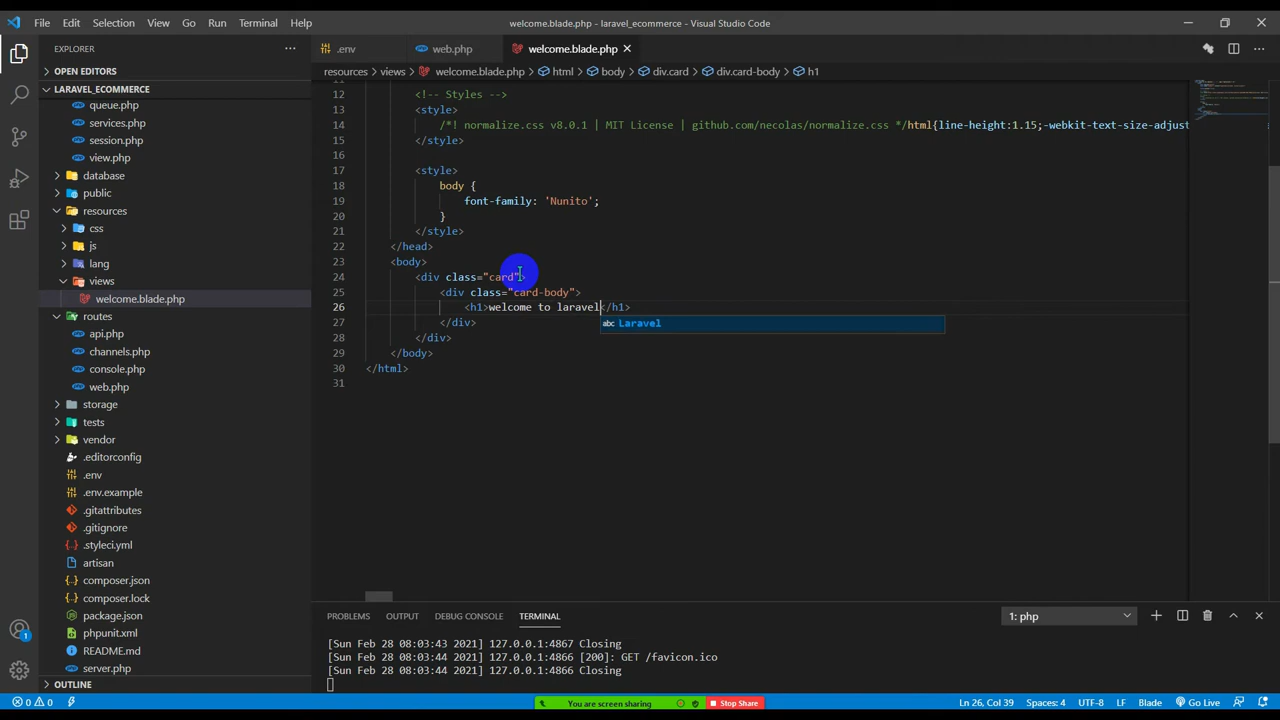 File Edit Selection View Go Run Terminal Help
welcome.blade.php - laravel_ecommerce - Visual Studio Code
EXPLORER
OPEN EDITORS
LARAVEL_ECOMMERCE
queue.php
services.php
session.php
view.php
database
public
resources
css
js
lang
views
welcome.blade.php
routes
api.php
channels.php
console.php
web.php
storage
tests
vendor
.editorconfig
.env
.env.example
.gitattributes
.gitignore
.styleci.yml
artisan
composer.json
composer.lock
package.json
phpunit.xml
README.md
server.php
OUTLINE
.env web.php welcome.blade.php
resources > views > welcome.blade.php > html > body > div.card > div.card-body > h1
12 <!-- Styles -->
13 <style>
14 /*! normalize.css v8.0.1 | MIT License | github.com/necolas/normalize.css */html{line-height:1.15;-webkit-text-size-adjust
15 </style>
16
17 <style>
18 body {
19 font-family: 'Nunito';
20 }
21 </style>
22 </head>
23 <body>
24 <div class="card">
25 <div class="card-body">
26 <h1>welcome to laravel</h1>
abc Laravel
27 </div>
28 </div>
29 </body>
30 </html>
31
PROBLEMS OUTPUT DEBUG CONSOLE TERMINAL 1: php
[Sun Feb 28 08:03:43 2021] 127.0.0.1:4867 Closing
[Sun Feb 28 08:03:44 2021] 127.0.0.1:4866 [200]: GET /favicon.ico
[Sun Feb 28 08:03:44 2021] 127.0.0.1:4866 Closing
1
0 0 You are screen sharing Stop Share Ln 26, Col 39 Spaces: 4 UTF-8 LF Blade Go Live